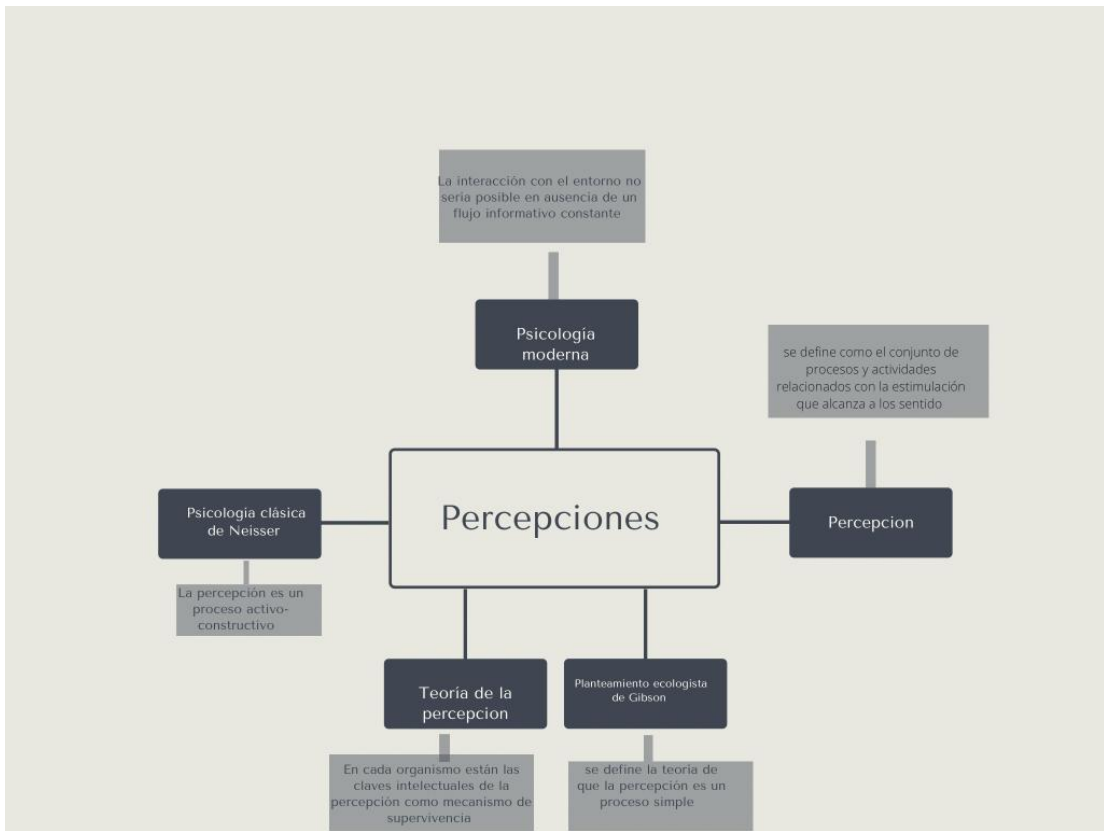 La interacción con el entorno no
sería posible en ausencia de un
flujo informativo constante
Psicología
moderna
se define como el conjunto de
procesos y actividades
relacionados con la estimulación
que alcanza a los sentido
Percepciones
Psicología clásica
de Neisser
Percepcion
La percepción es un
proceso activo-
constructivo
Teoría de la
percepcion
Planteamiento ecologista
de Gibson
En cada organismo están las
claves intelectuales de la
percepción como mecanismo de
supervivencia
se define la teoría de
que la percepción es un
proceso simple